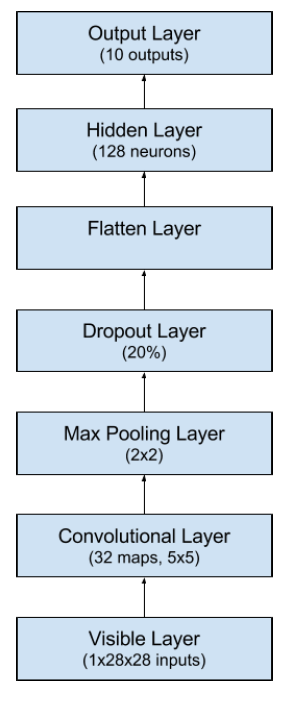 Output Layer
(10 outputs)
Hidden Layer
(128 neurons)
Flatten Layer
Dropout Layer
(20%)
Max Pooling Layer
(2x2)
Convolutional Layer
(32 maps, 5x5)
Visible Layer
(1x28x28 inputs)